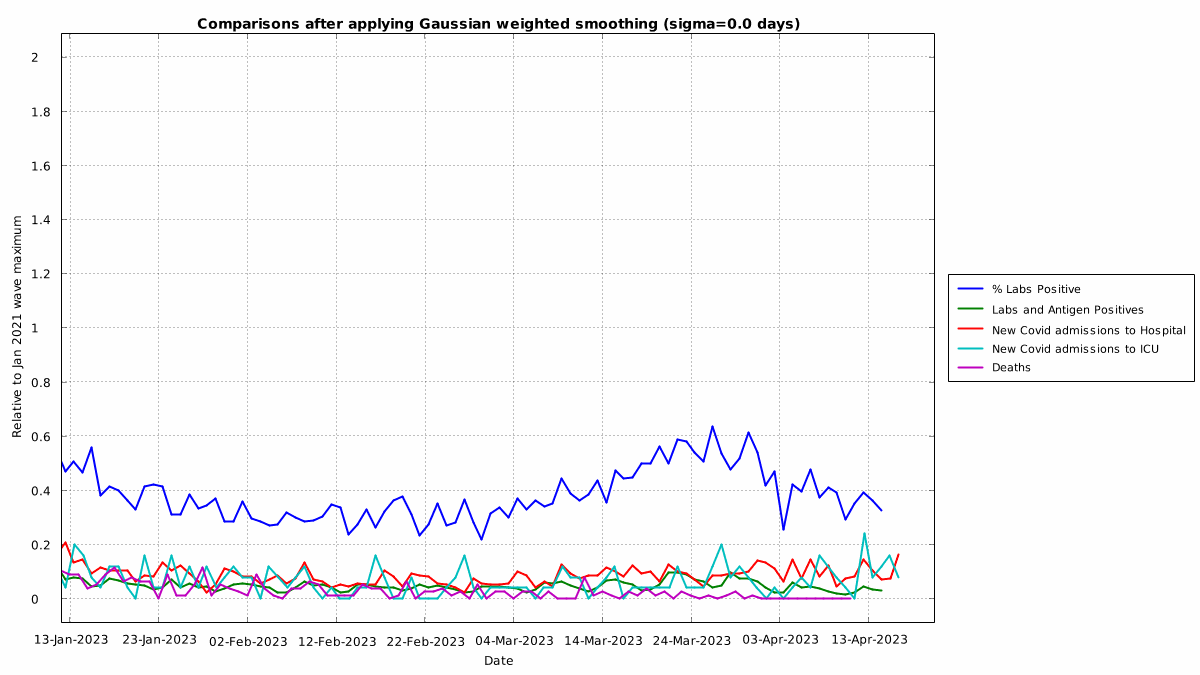 Comparisons after applying Gaussian weighted smoothing (sigma=0.0 days)
2
1.8
1.6
1.4
1.2
1
0.8
0.6
0.4
0.2
0
Relative to Jan 2021 wave maximum
13-Jan-2023 23-Jan-2023 02-Feb-2023 12-Feb-2023 22-Feb-2023 04-Mar-2023 14-Mar-2023 24-Mar-2023 03-Apr-2023 13-Apr-2023
Date
% Labs Positive
Labs and Antigen Positives
New Covid admissions to Hospital
New Covid admissions to ICU
Deaths